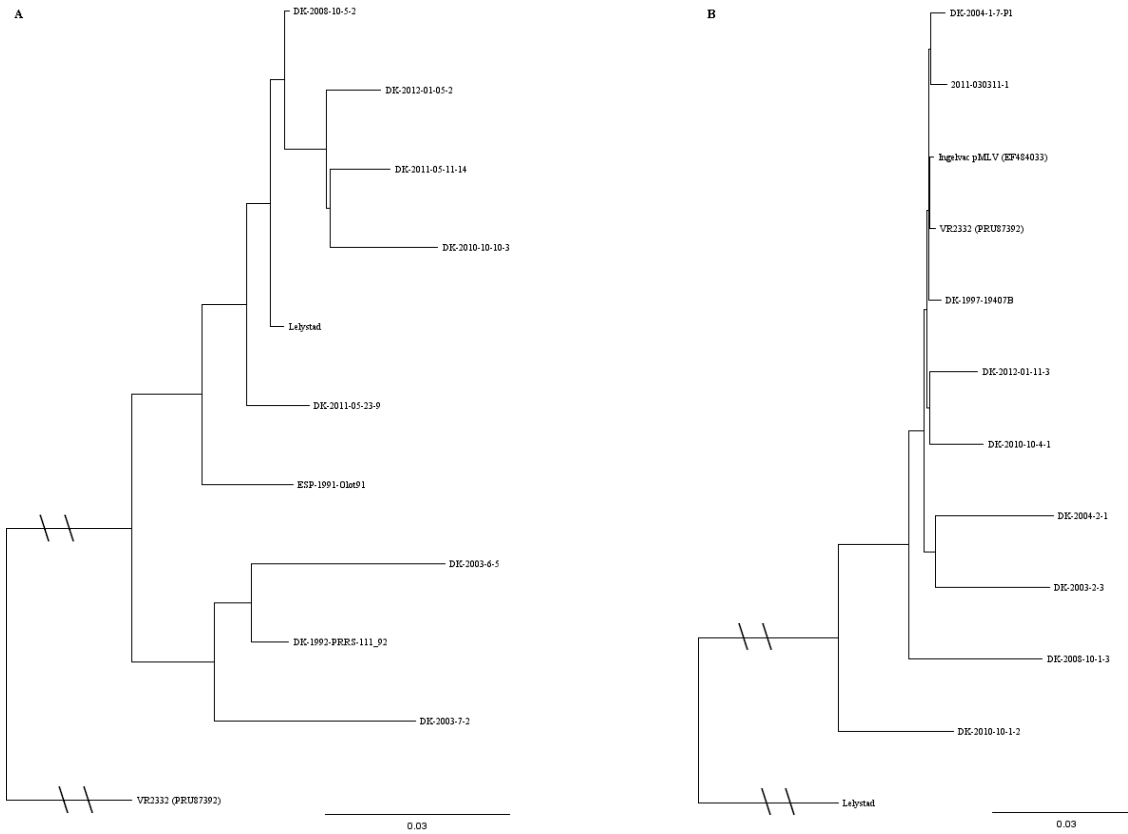 A
DK-2008-10-5-2
DK-2012-01-05-2
DK-2011-05-11-14
DK-2010-10-10-3
Lelystad
DK-2011-05-23-9
ESP-1991-Olot91
DK-2003-6-5
DK-1992-PRRS-111_92
DK-2003-7-2
VR2332 (PRU87392)
0.03
B
DK-2004-1-7-P1
2011-030311-1
Ingelvac pMLV (EF484033)
VR2332 (PRU87392)
DK-1997-19407B
DK-2012-01-11-3
DK-2010-10-4-1
DK-2004-2-1
DK-2003-2-3
DK-2008-10-1-3
DK-2010-10-1-2
Lelystad
0.03